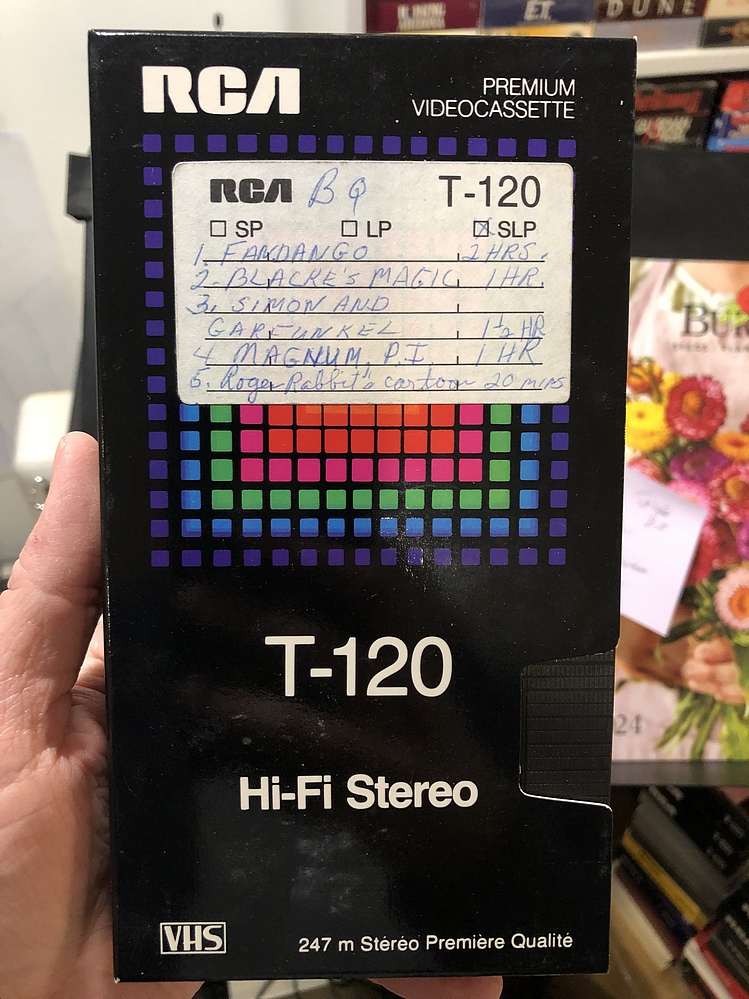 E.T.
DUNE
RCA
PREMIUM
VIDEOCASSETTE
RCA BQ T-120
SP LP SLP
1. FANDANGO 2 HRS.
2. BLACKE'S MAGIC 1 HR.
3. SIMON AND
GARFUNKEL 1½ HR
4. MAGNUM, P.I. 1 HR
5. Roger Rabbit's cartoon 20 mins
T-120
Hi-Fi Stereo
VHS 247 m Stéréo Première Qualité
24